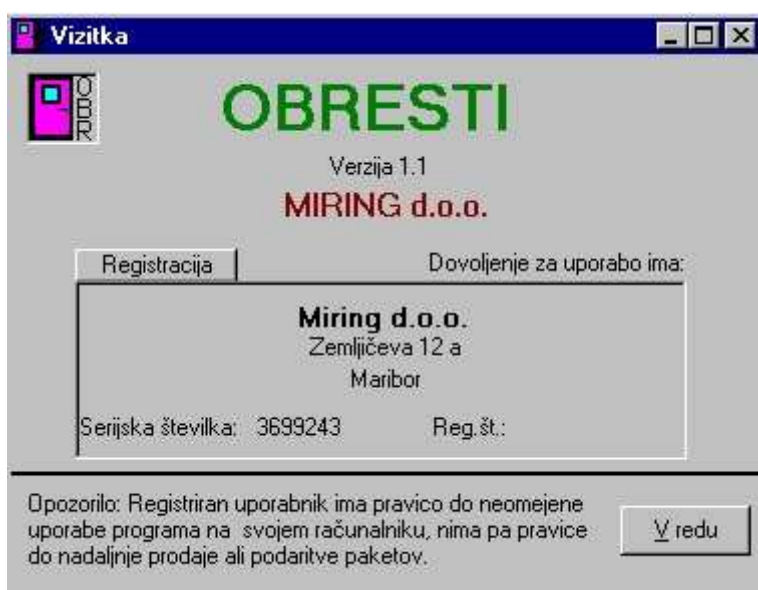 Vizitka
OBR
OBRESTI
Verzija 1.1
MIRING d.o.o.
Registracija
Dovoljenje za uporabo ima:
Miring d.o.o.
Zemljičeva 12 a
Maribor
Serijska številka: 3699243 Reg.št.:
Opozorilo: Registriran uporabnik ima pravico do neomejene
uporabe programa na svojem računalniku, nima pa pravice
do nadaljnje prodaje ali podaritve paketov.
V redu